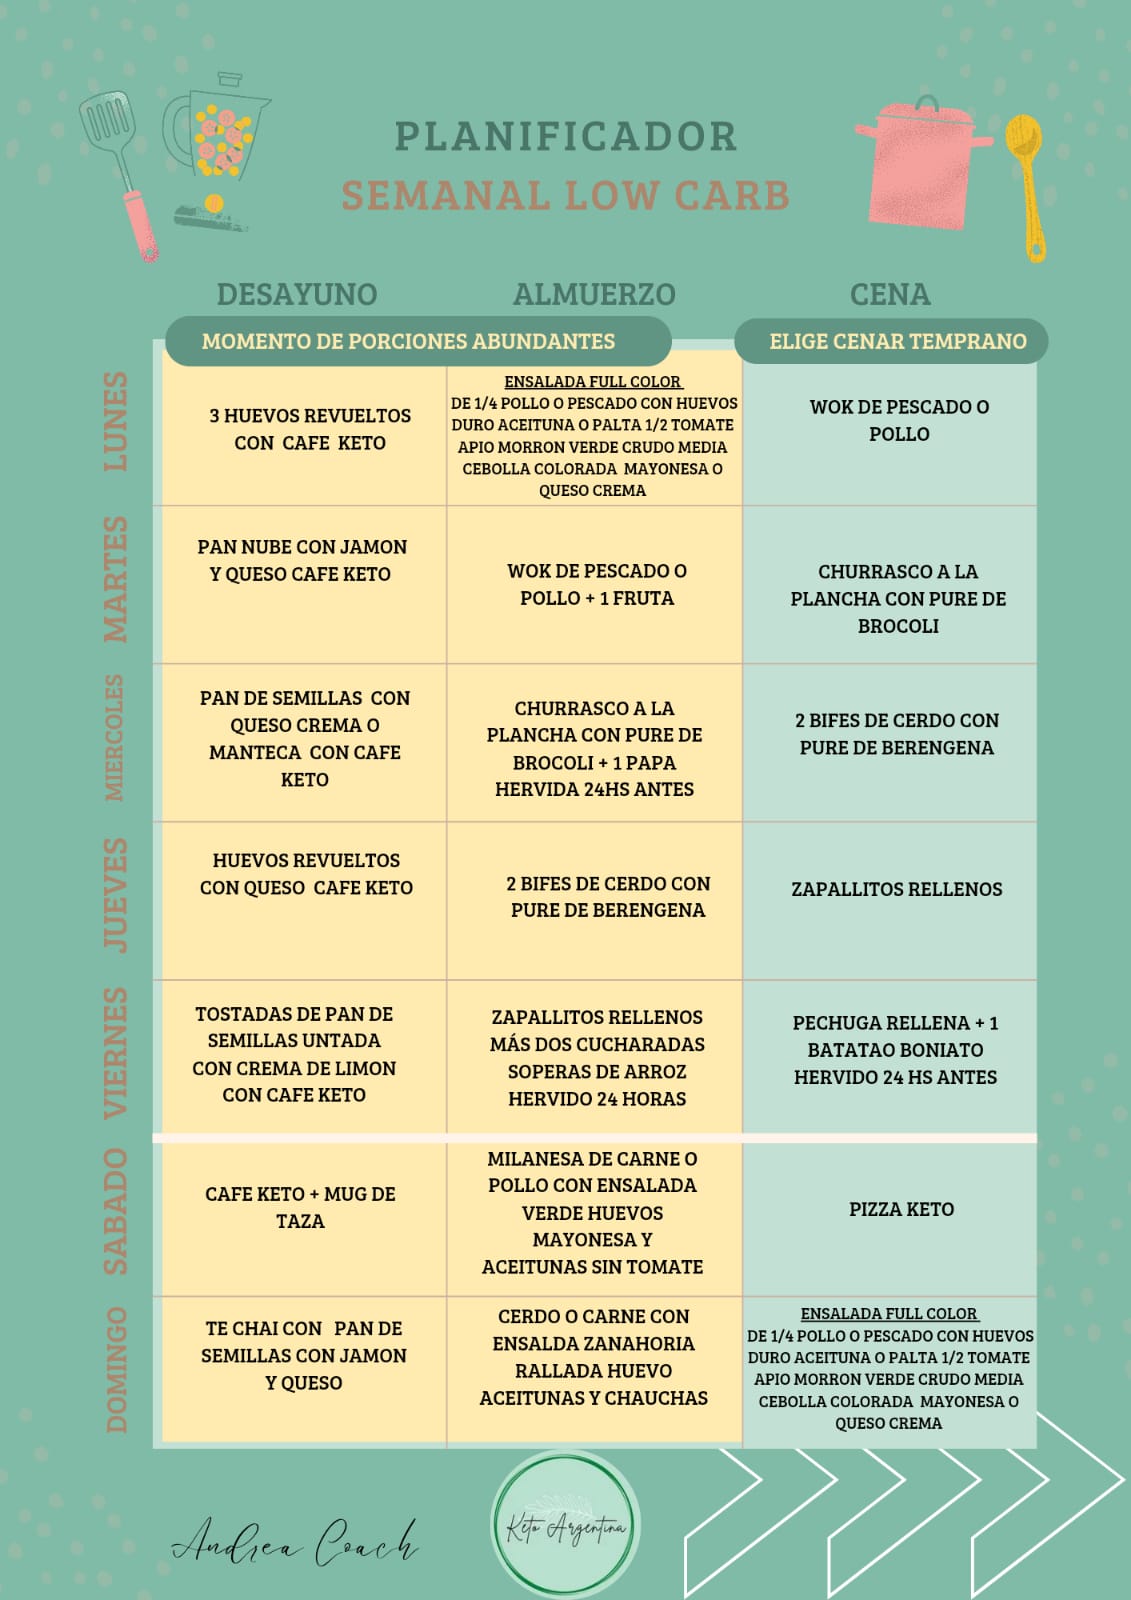 PLANIFICADOR
SEMANAL LOW CARB
DESAYUNO
ALMUERZO
CENA
MOMENTO DE PORCIONES ABUNDANTES
ELIGE CENAR TEMPRANO
LUNES
3 HUEVOS REVUELTOS
CON CAFE KETO
ENSALADA FULL COLOR
DE 1/4 POLLO O PESCADO CON HUEVOS
DURO ACEITUNA O PALTA 1/2 TOMATE
APIO MORRON VERDE CRUDO MEDIA
CEBOLLA COLORADA MAYONESA O
QUESO CREMA
WOK DE PESCADO O
POLLO
MARTES
PAN NUBE CON JAMON
Y QUESO CAFE KETO
WOK DE PESCADO O
POLLO + 1 FRUTA
CHURRASCO A LA
PLANCHA CON PURE DE
BROCOLI
MIERCOLES
PAN DE SEMILLAS CON
QUESO CREMA O
MANTECA CON CAFE
KETO
CHURRASCO A LA
PLANCHA CON PURE DE
BROCOLI + 1 PAPA
HERVIDA 24HS ANTES
2 BIFES DE CERDO CON
PURE DE BERENGENA
JUEVES
HUEVOS REVUELTOS
CON QUESO CAFE KETO
2 BIFES DE CERDO CON
PURE DE BERENGENA
ZAPALLITOS RELLENOS
VIERNES
TOSTADAS DE PAN DE
SEMILLAS UNTADA
CON CREMA DE LIMON
CON CAFE KETO
ZAPALLITOS RELLENOS
MÁS DOS CUCHARADAS
SOPERAS DE ARROZ
HERVIDO 24 HORAS
PECHUGA RELLENA + 1
BATATAO BONIATO
HERVIDO 24 HS ANTES
SABADO
CAFE KETO + MUG DE
TAZA
MILANESA DE CARNE O
POLLO CON ENSALADA
VERDE HUEVOS
MAYONESA Y
ACEITUNAS SIN TOMATE
PIZZA KETO
DOMINGO
TE CHAI CON PAN DE
SEMILLAS CON JAMON
Y QUESO
CERDO O CARNE CON
ENSALDA ZANAHORIA
RALLADA HUEVO
ACEITUNAS Y CHAUCHAS
ENSALADA FULL COLOR
DE 1/4 POLLO O PESCADO CON HUEVOS
DURO ACEITUNA O PALTA 1/2 TOMATE
APIO MORRON VERDE CRUDO MEDIA
CEBOLLA COLORADA MAYONESA O
QUESO CREMA
Andrea Coach
Keto Argentina